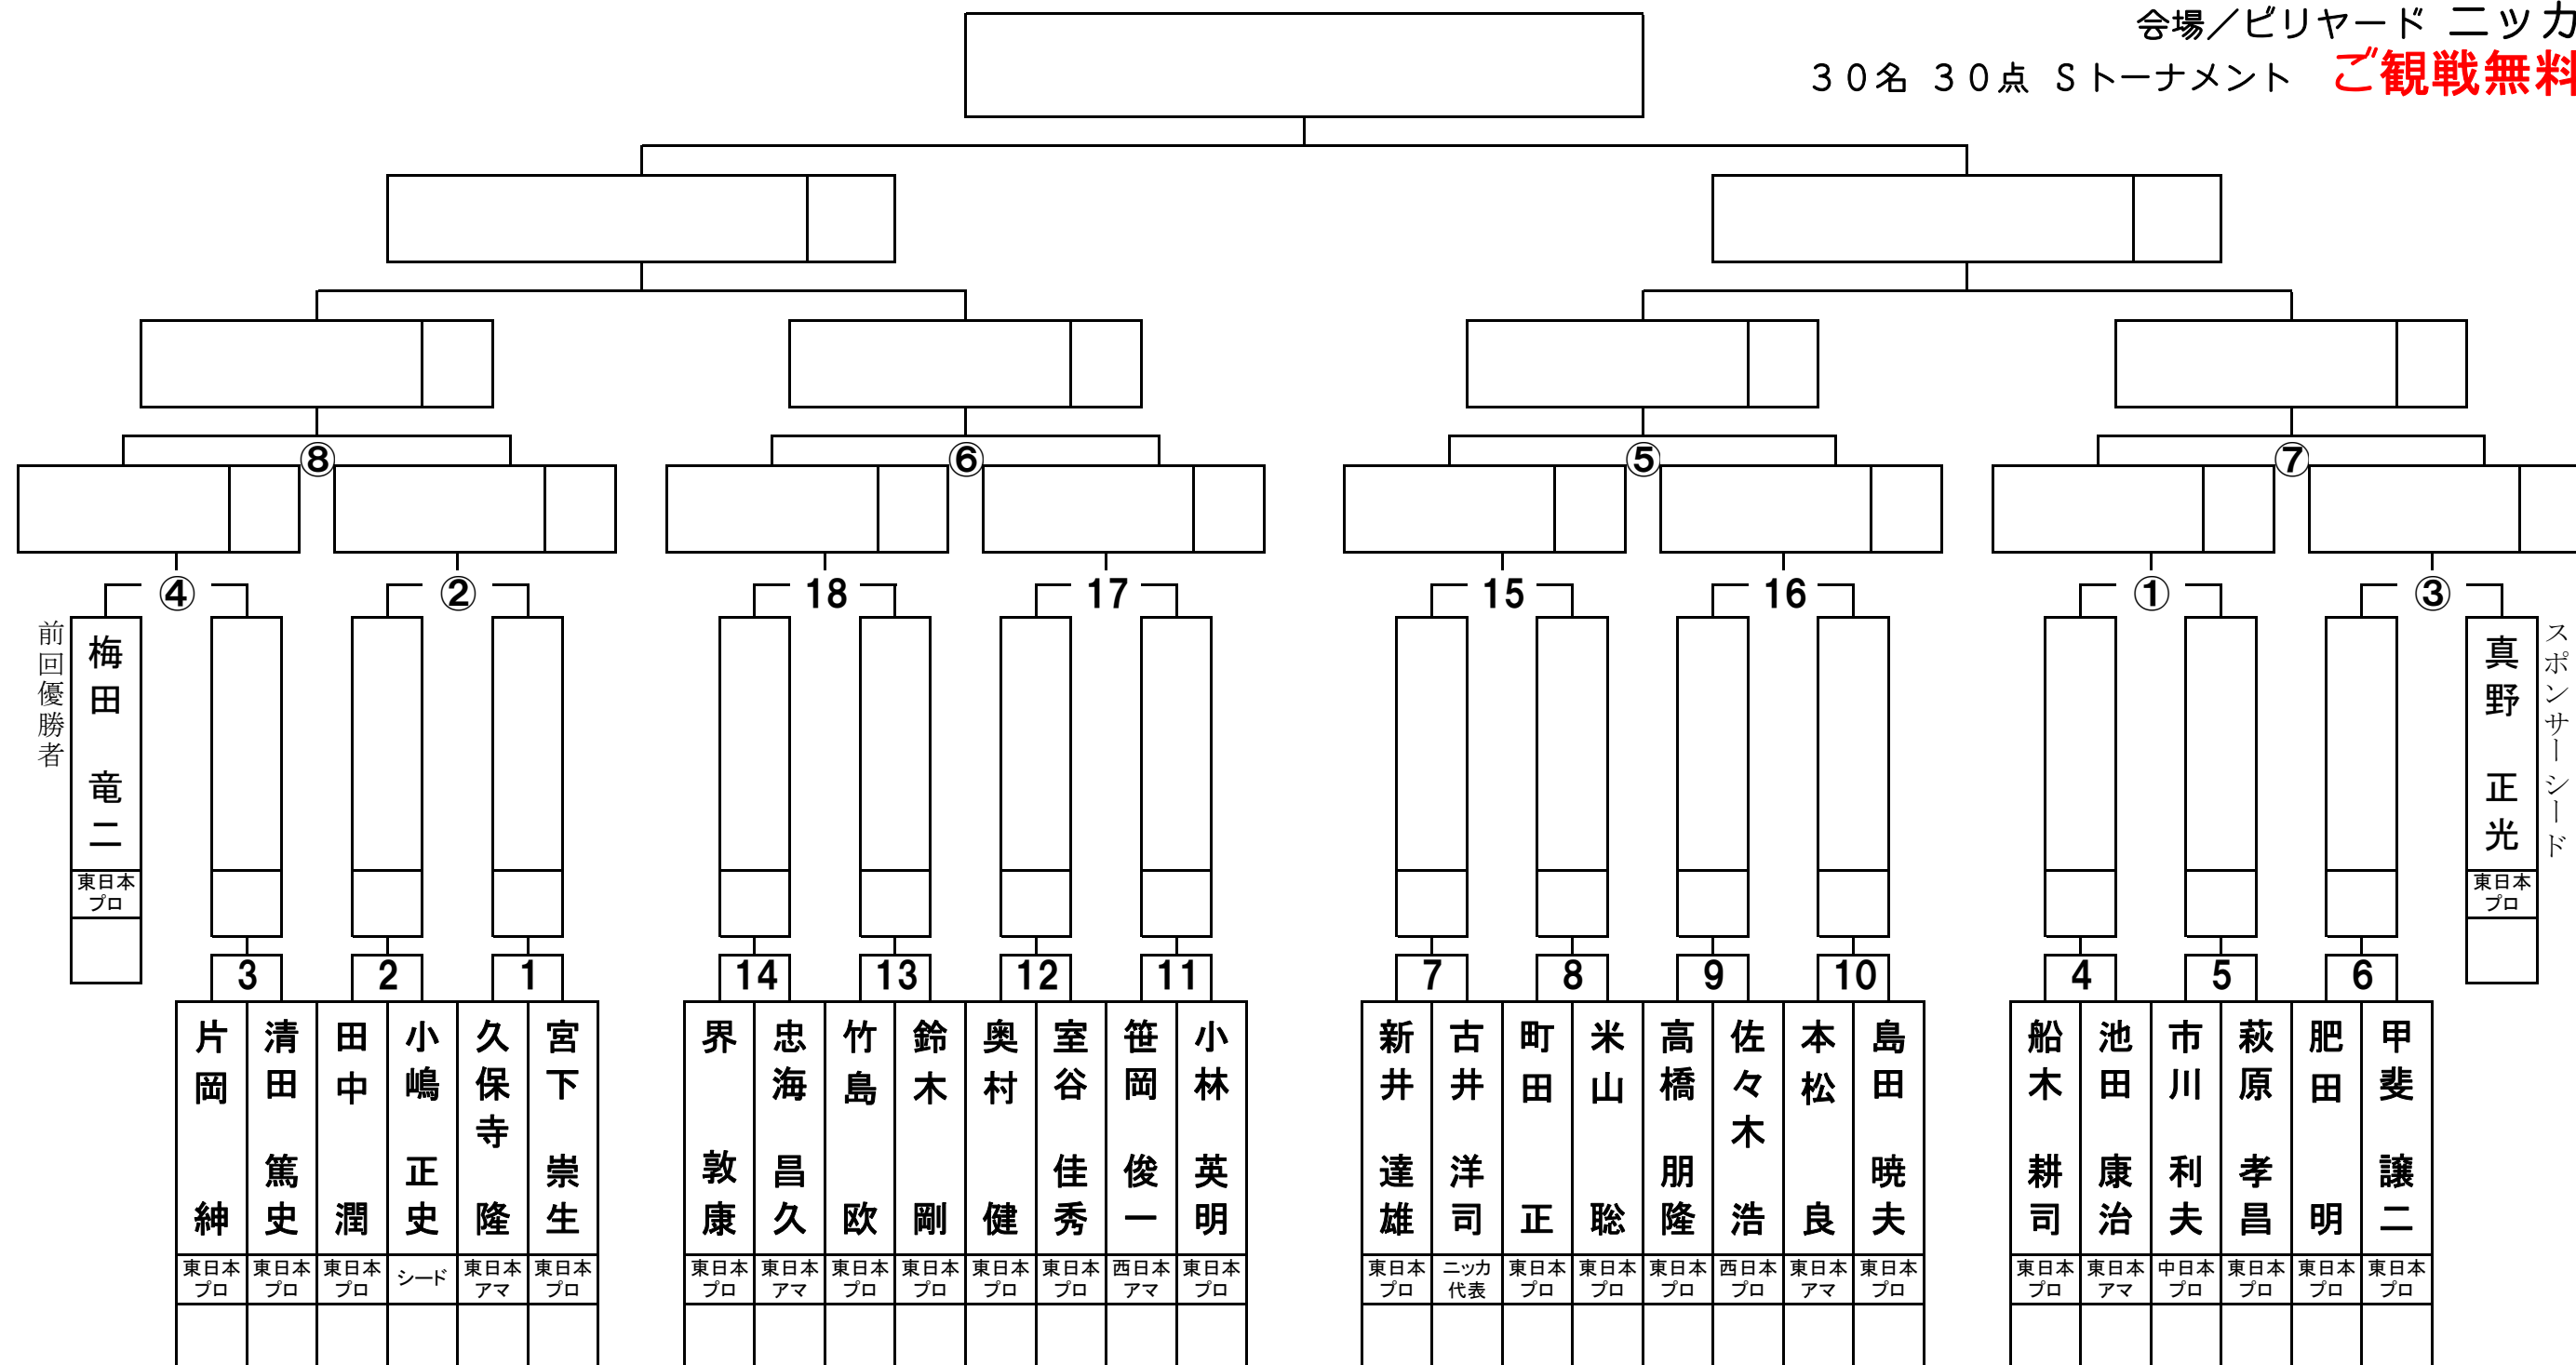 会場／ビリヤード ニッカ
３０名 ３０点 Ｓトーナメント ご観戦無料
⑧ ⑥ ⑤ ⑦
④ ② 18 17 15 16 ① ③
前回優勝者
梅田 竜二
東日本
プロ
真野 正光
東日本
プロ
スポンサーシード
3 2 1 14 13 12 11 7 8 9 10 4 5 6
片岡 紳
東日本
プロ
清田 篤史
東日本
プロ
田中 潤
東日本
プロ
小嶋 正史
シード
久保寺 隆
東日本
アマ
宮下 崇生
東日本
プロ
界 敦康
東日本
プロ
忠海 昌久
東日本
アマ
竹島 欧
東日本
プロ
鈴木 剛
東日本
プロ
奥村 健
東日本
プロ
室谷 佳秀
東日本
プロ
笹岡 俊一
西日本
アマ
小林 英明
東日本
プロ
新井 達雄
東日本
プロ
古井 洋司
ニッカ
代表
町田 正
東日本
プロ
米山 聡
東日本
プロ
高橋 朋隆
東日本
プロ
佐々木 浩
西日本
プロ
本松 良
東日本
アマ
島田 暁夫
東日本
プロ
船木 耕司
東日本
プロ
池田 康治
東日本
アマ
市川 利夫
中日本
プロ
萩原 孝昌
東日本
プロ
肥田 明
東日本
プロ
甲斐 譲二
東日本
プロ